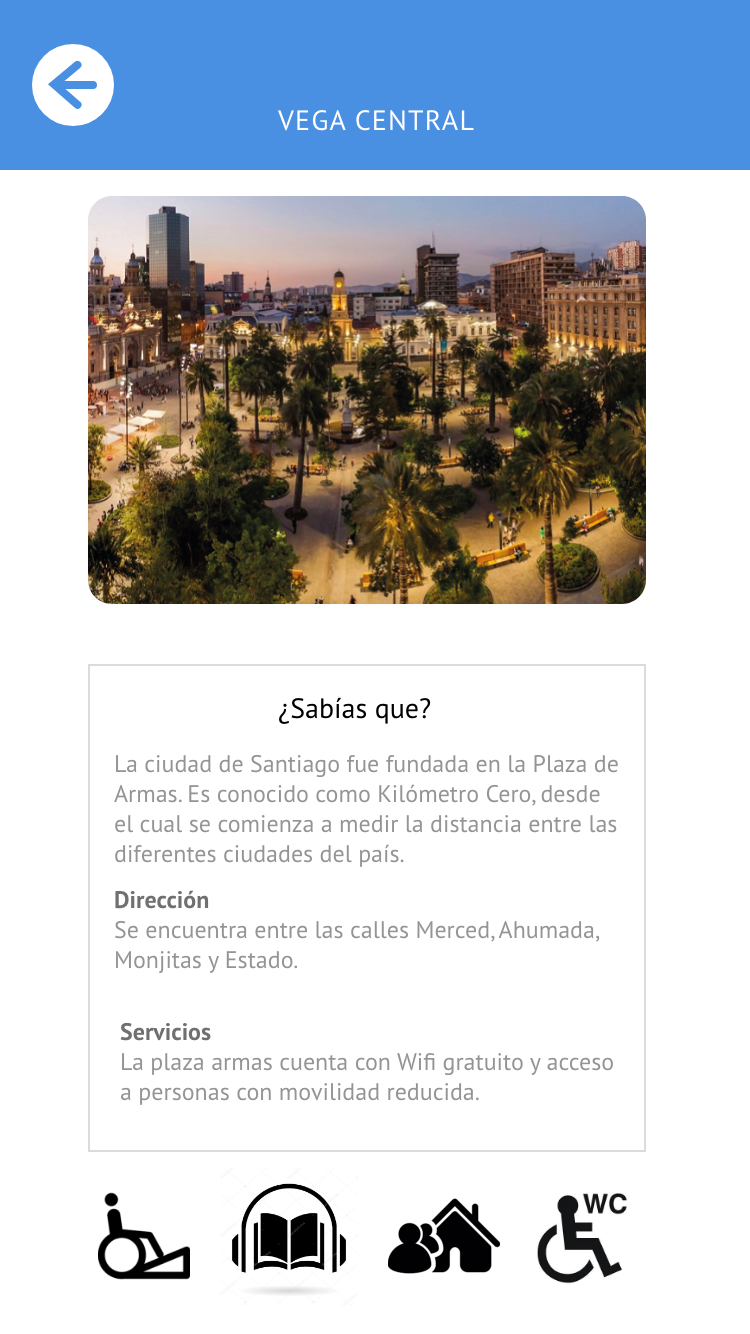 VEGA CENTRAL
¿Sabías que?
La ciudad de Santiago fue fundada en la Plaza de
Armas. Es conocido como Kilómetro Cero, desde
el cual se comienza a medir la distancia entre las
diferentes ciudades del país.
Dirección
Se encuentra entre las calles Merced, Ahumada,
Monjitas y Estado.
Servicios
La plaza armas cuenta con Wifi gratuito y acceso
a personas con movilidad reducida.
WC